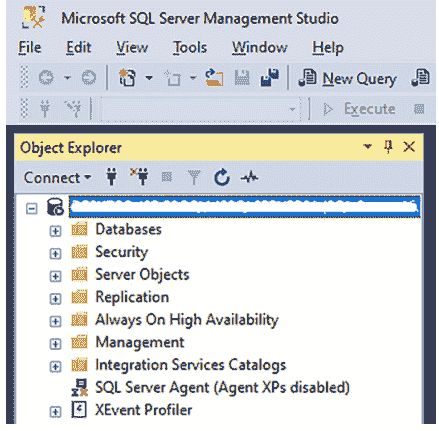 Microsoft SQL Server Management Studio
File Edit View Tools Window Help
New Query
Execute
Object Explorer
Connect
Databases
Security
Server Objects
Replication
Always On High Availability
Management
Integration Services Catalogs
SQL Server Agent (Agent XPs disabled)
XEvent Profiler